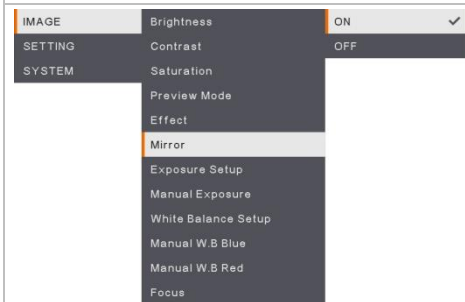 IMAGE
SETTING
SYSTEM
Brightness
Contrast
Saturation
Preview Mode
Effect
Mirror
Exposure Setup
Manual Exposure
White Balance Setup
Manual W.B Blue
Manual W.B Red
Focus
ON
OFF